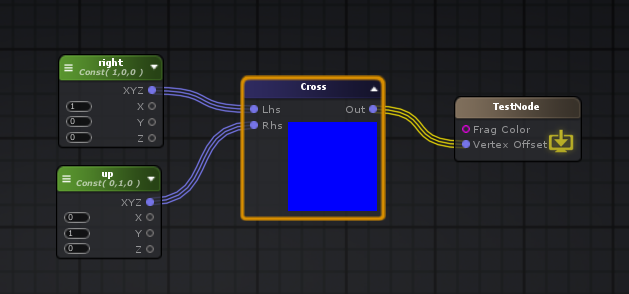 right
Const( 1,0,0 )
XYZ
1 X
0 Y
0 Z
up
Const( 0,1,0 )
XYZ
0 X
1 Y
0 Z
Cross
Lhs Out
Rhs
TestNode
Frag Color
Vertex Offset